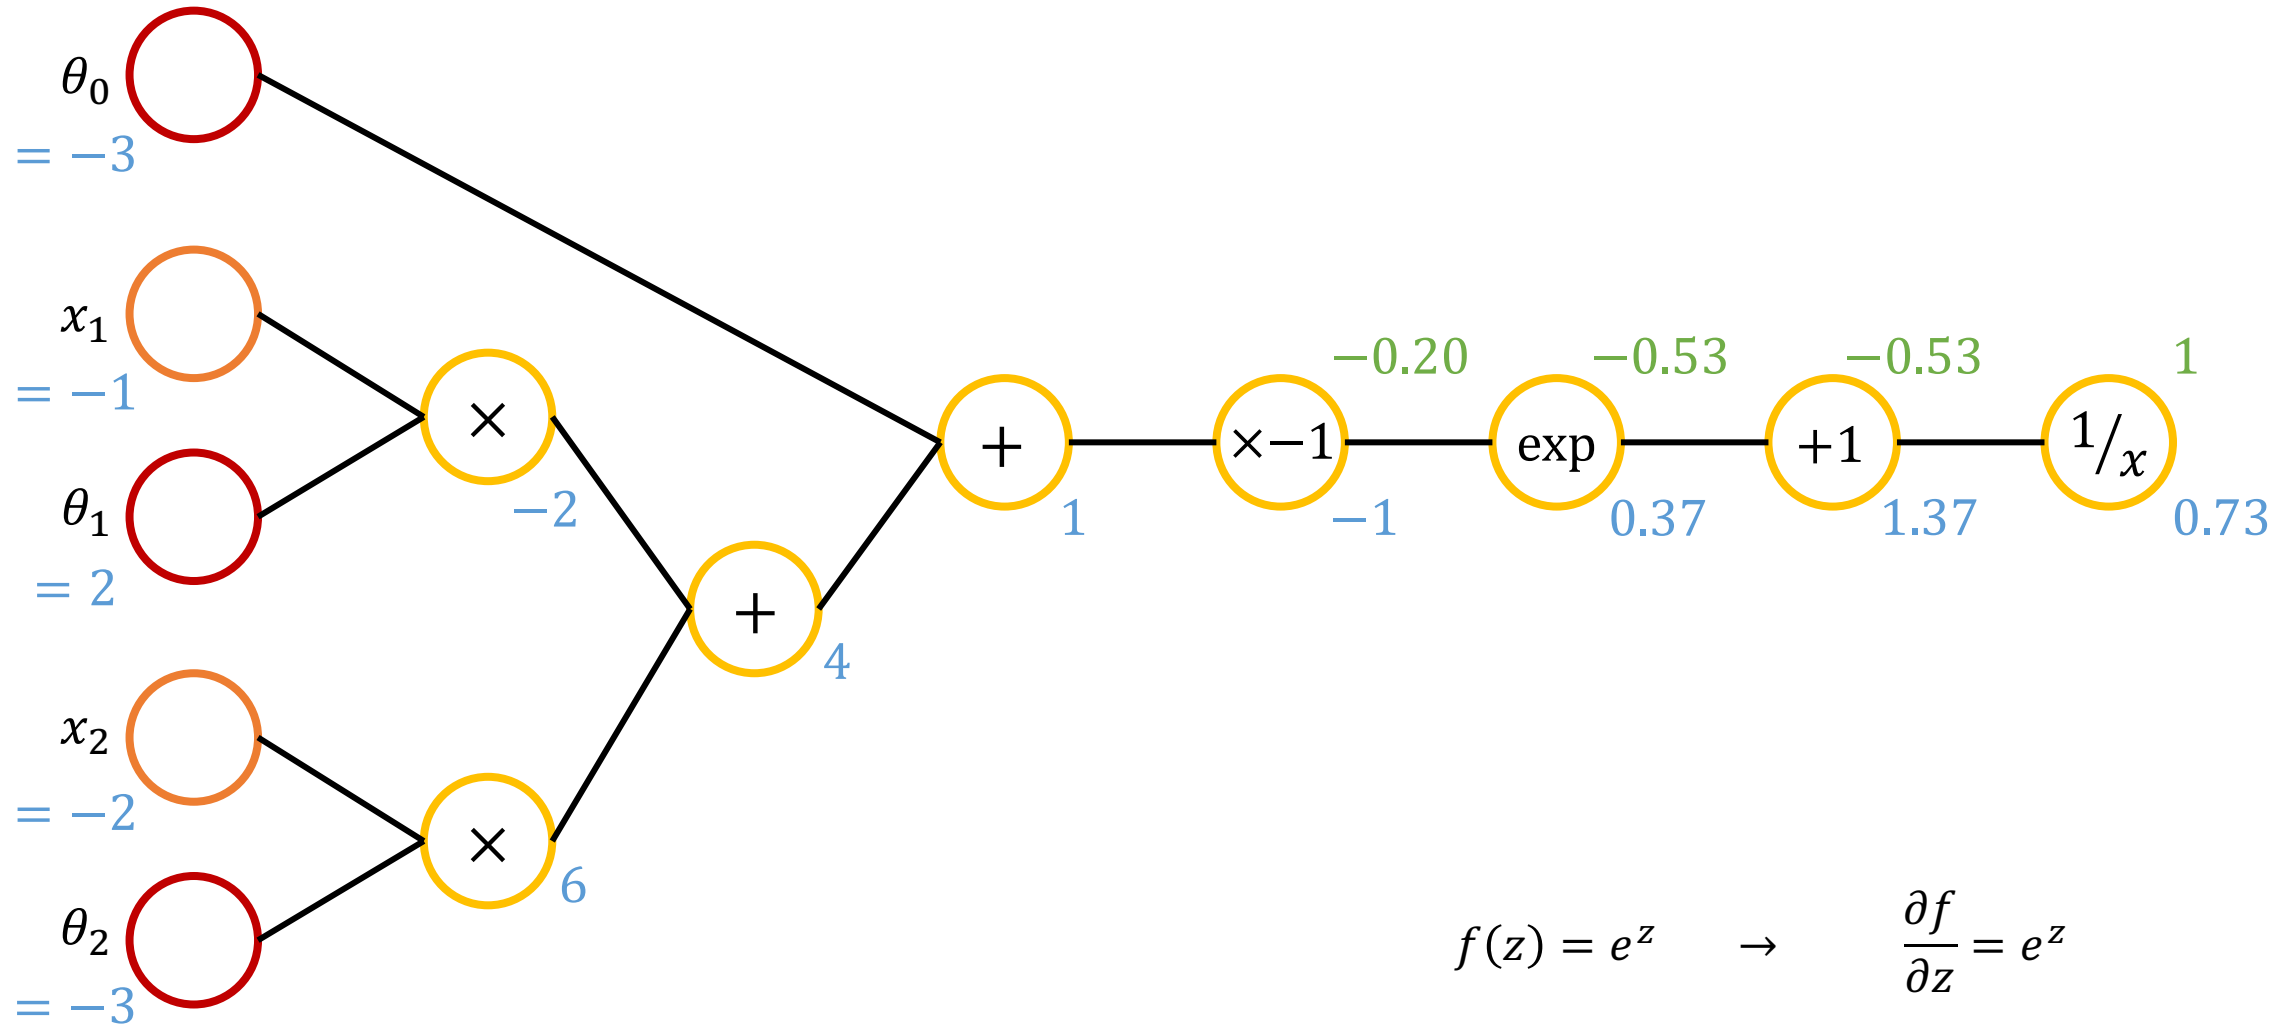 θ₀
= −3
x₁
= −1
θ₁
= 2
x₂
= −2
θ₂
= −3
×
−2
×
6
+
4
+
1
−0.20
×−1
−1
−0.53
exp
0.37
−0.53
+1
1.37
1
1/x
0.73
f(z) = e^z → ∂f/∂z = e^z